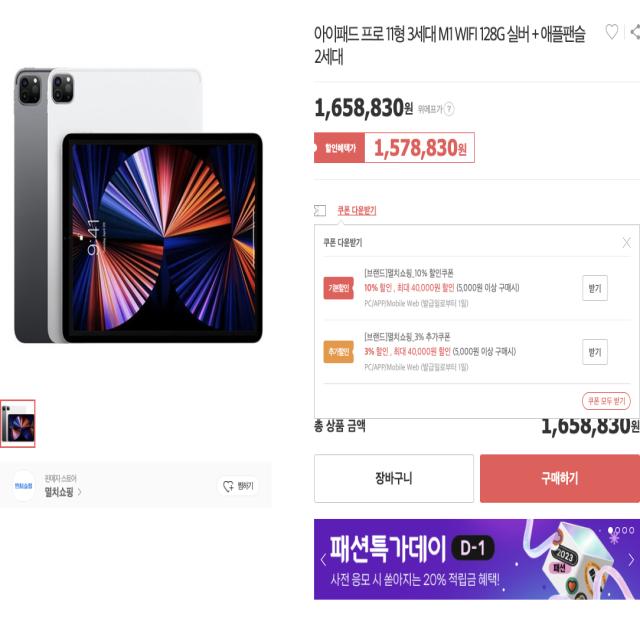 아이패드 프로 11형 3세대 M1 WIFI 128G 실버 + 애플팬슬
2세대
1,658,830원 위메프가 ?
할인혜택가 1,578,830원
쿠폰 다운받기
쿠폰 다운받기
[브랜드]멸치쇼핑_10% 할인쿠폰
기본할인 10% 할인 , 최대 40,000원 할인 (5,000원 이상 구매시) 받기
PC/APP/Mobile Web (발급일로부터 1일)
[브랜드]멸치쇼핑_3% 추가쿠폰
추가할인 3% 할인 , 최대 40,000원 할인 (5,000원 이상 구매시) 받기
PC/APP/Mobile Web (발급일로부터 1일)
쿠폰 모두 받기
총 상품 금액 1,658,830원
장바구니 구매하기
패션특가데이 D-1
사전 응모 시 쏟아지는 20% 적립금 혜택!
2023
패션
9:41
멸치쇼핑
판매자 스토어
멸치쇼핑
찜하기